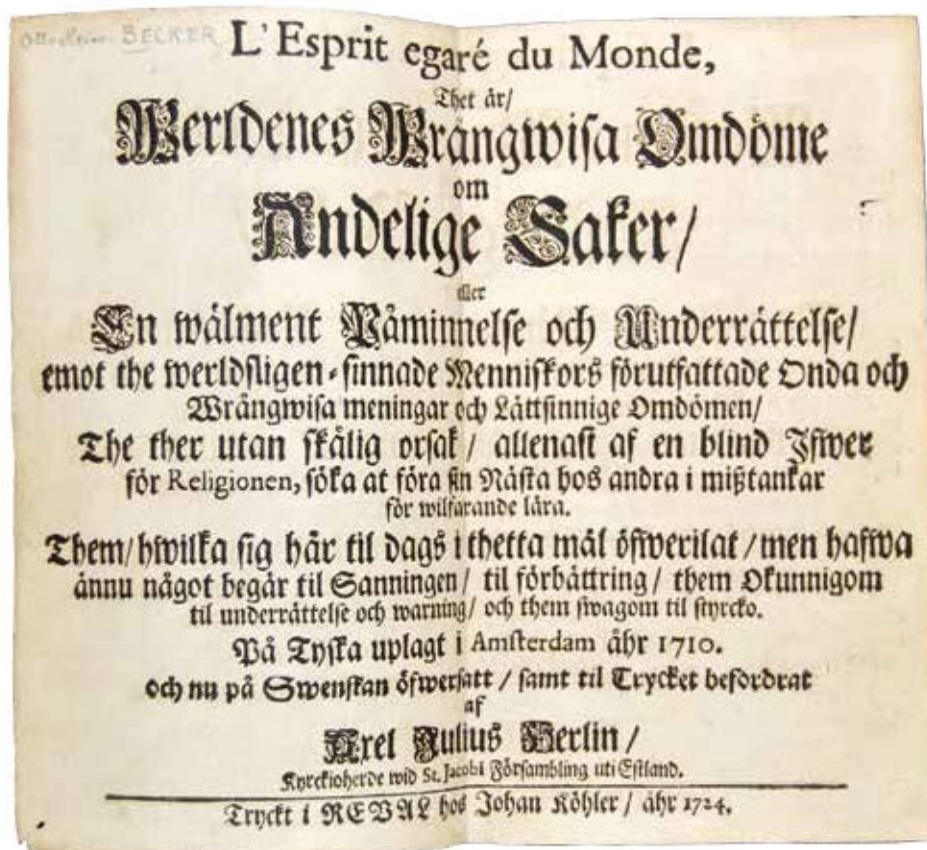 BECKER
L'Esprit egaré du Monde,
Thet är/
Werldenes Wrångwisa Omdöme
om
Andelige Saker/
eller
En wälment Påminnelse och Underrättelse/
emot the werldsligen-sinnade Menniskors förutfattade Onda och
Wrångwisa meningar och Lättsinnige Omdömen/
The ther utan skälig orsak/ allenast af en blind Ifwer
för Religionen, söka at föra sin Nästa hos andra i mißtankar
för wilfarande lära.
Them/hwilka sig här til dags i thetta mål öfwerilat/men haffwa
ännu något begär til Sanningen/ til förbättring/ them Okunnigom
til underrättelse och warning/ och them swagom til styrcko.
På Tyska uplagt i Amsterdam åhr 1710.
och nu på Swenskan öfwersatt/ samt til Trycket befordrat
af
Axel Julius Herlin/
Kyrckioherde wid St. Jacobi Försambling uti Estland.
Tryckt i REVAL hos Johan Köhler/ åhr 1724.